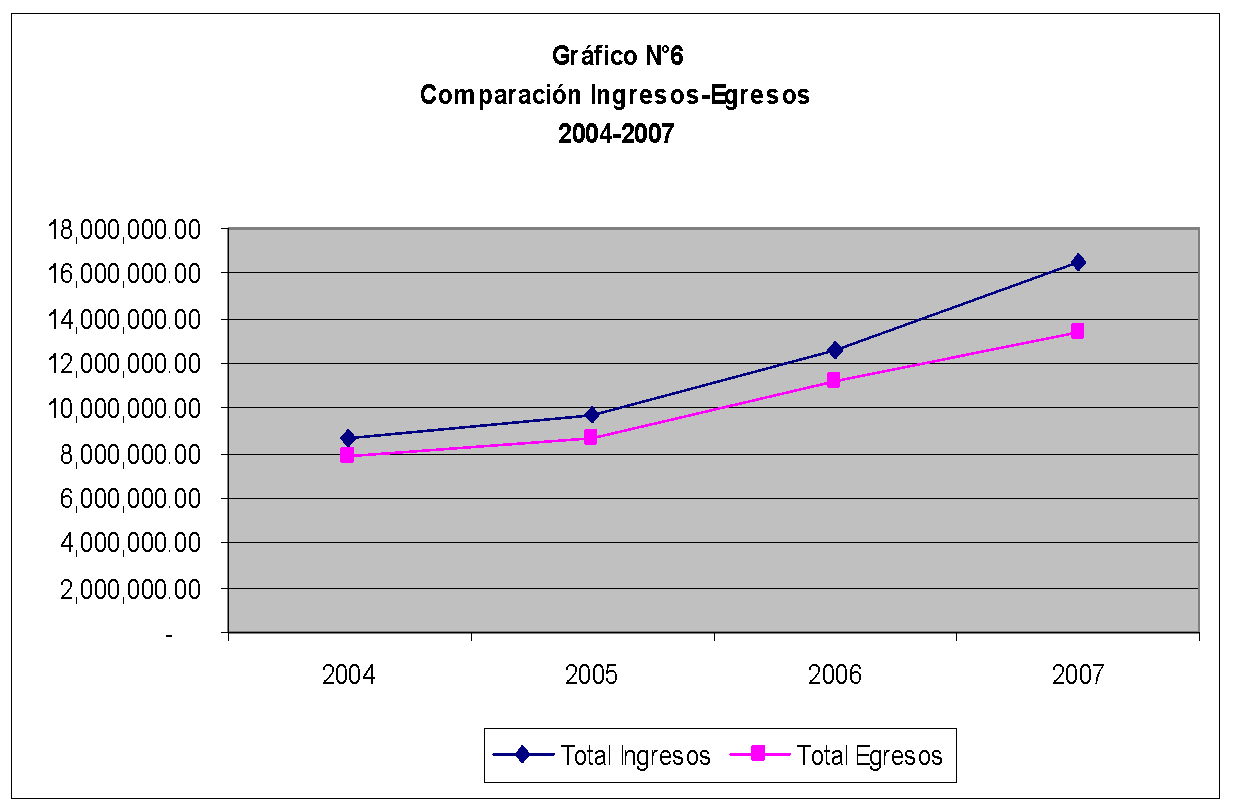 Gráfico N°6
Comparación Ingresos-Egresos
2004-2007
18,000,000.00
16,000,000.00
14,000,000.00
12,000,000.00
10,000,000.00
8,000,000.00
6,000,000.00
4,000,000.00
2,000,000.00
-
2004 2005 2006 2007
Total Ingresos Total Egresos